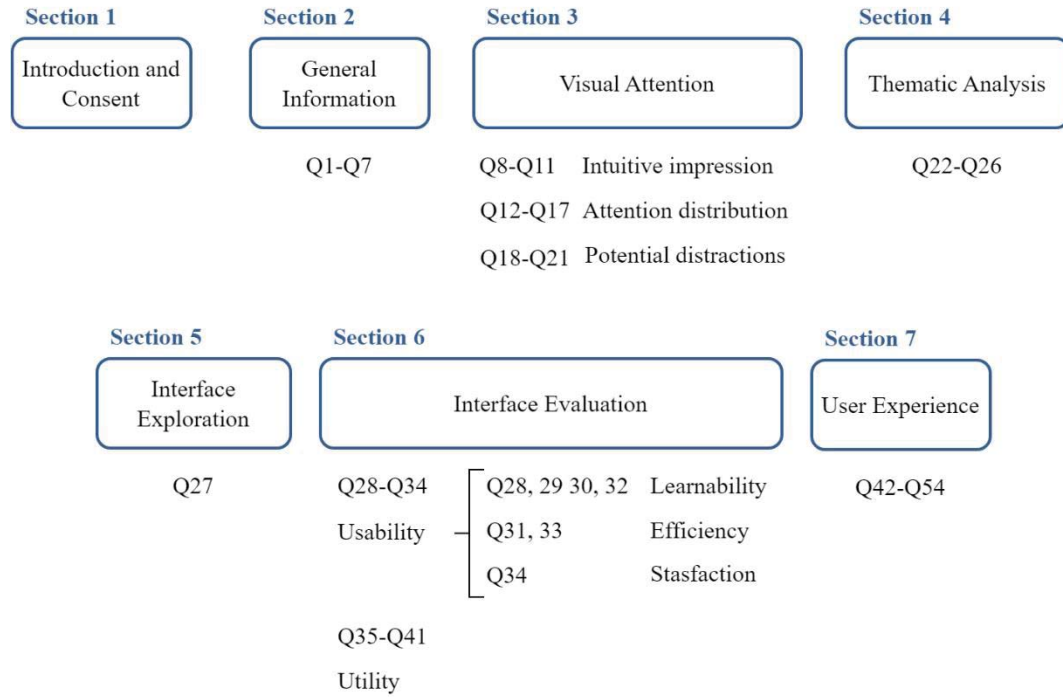 Section 1
Introduction and
Consent
Section 2
General
Information
Q1-Q7
Section 3
Visual Attention
Q8-Q11 Intuitive impression
Q12-Q17 Attention distribution
Q18-Q21 Potential distractions
Section 4
Thematic Analysis
Q22-Q26
Section 5
Interface
Exploration
Q27
Section 6
Interface Evaluation
Q28-Q34
Usability
Q28, 29 30, 32 Learnability
Q31, 33 Efficiency
Q34 Stasfaction
Q35-Q41
Utility
Section 7
User Experience
Q42-Q54